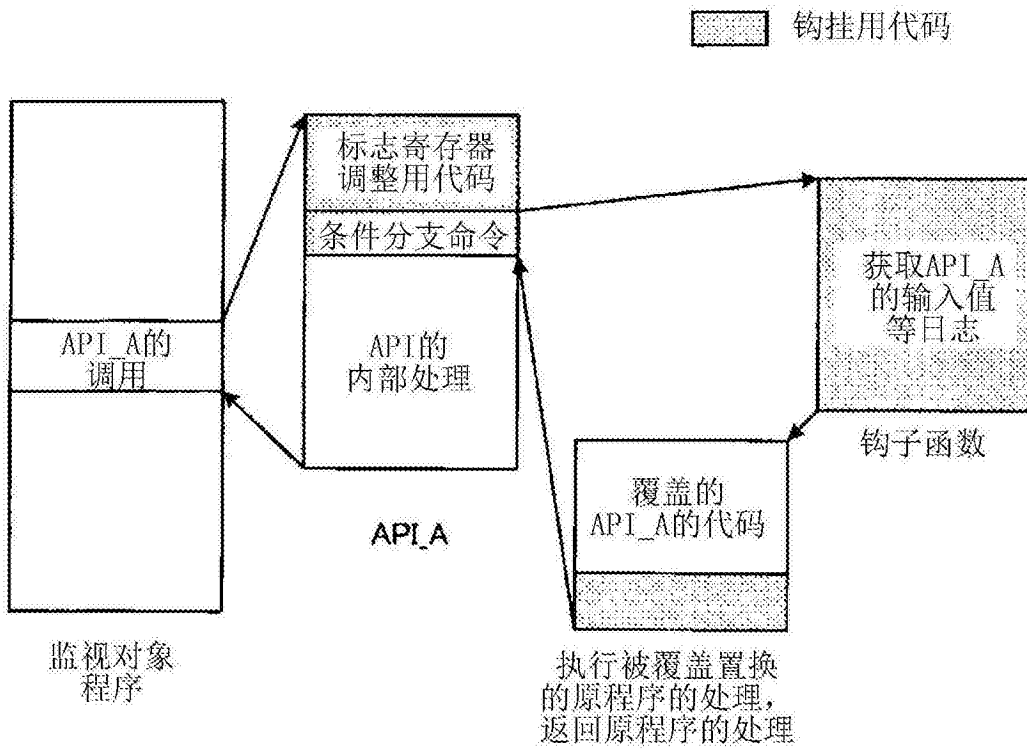 钩挂用代码
标志寄存器
调整用代码
条件分支命令
API的
内部处理
API_A
API_A的
调用
监视对象
程序
获取API_A
的输入值
等日志
钩子函数
覆盖的
API_A的代码
执行被覆盖置换
的原程序的处理，
返回原程序的处理